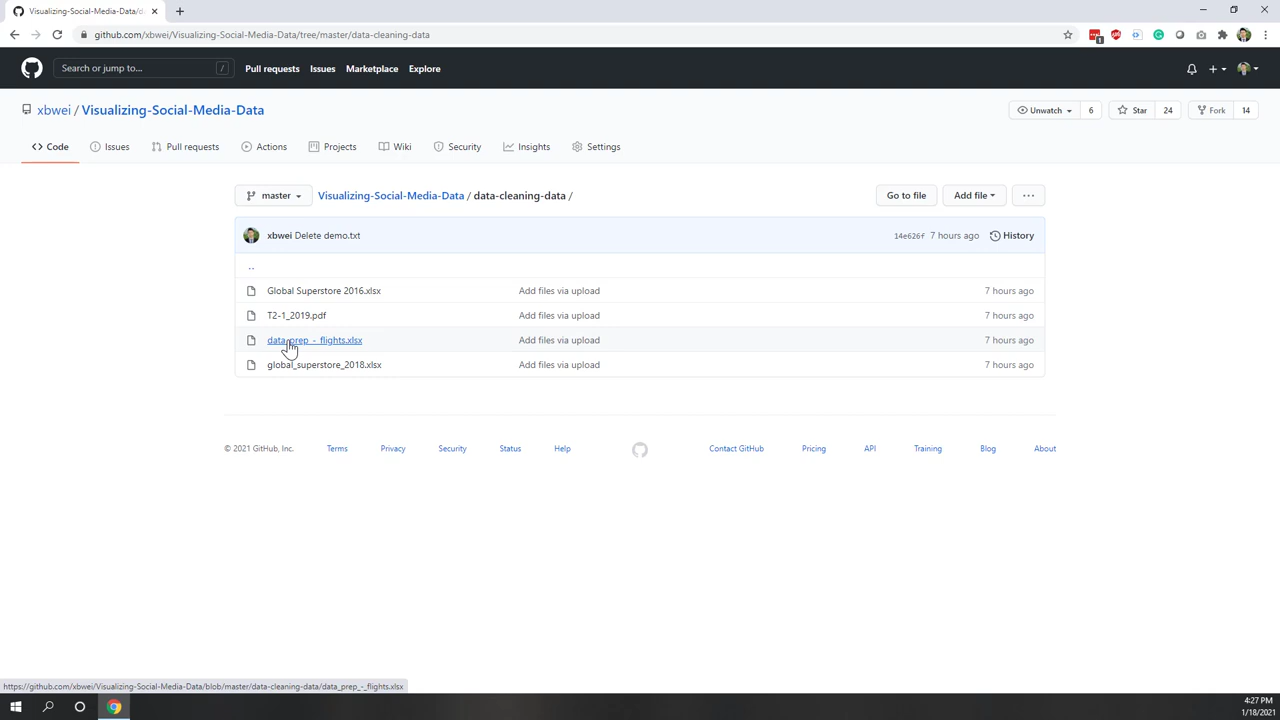 Visualizing-Social-Media-Data/d
github.com/xbwei/Visualizing-Social-Media-Data/tree/master/data-cleaning-data
1
Search or jump to...
/
Pull requests
Issues
Marketplace
Explore
xbwei / Visualizing-Social-Media-Data
Unwatch 6
Star 24
Fork 14
Code
Issues
Pull requests
Actions
Projects
Wiki
Security
Insights
Settings
master
Visualizing-Social-Media-Data / data-cleaning-data /
Go to file
Add file
...
xbwei Delete demo.txt
14e626f 7 hours ago
History
..
Global Superstore 2016.xlsx Add files via upload 7 hours ago
T2-1_2019.pdf Add files via upload 7 hours ago
data_prep_-_flights.xlsx Add files via upload 7 hours ago
global_superstore_2018.xlsx Add files via upload 7 hours ago
© 2021 GitHub, Inc.
Terms
Privacy
Security
Status
Help
Contact GitHub
Pricing
API
Training
Blog
About
https://github.com/xbwei/Visualizing-Social-Media-Data/blob/master/data-cleaning-data/data_prep_-_flights.xlsx
4:27 PM
1/18/2021